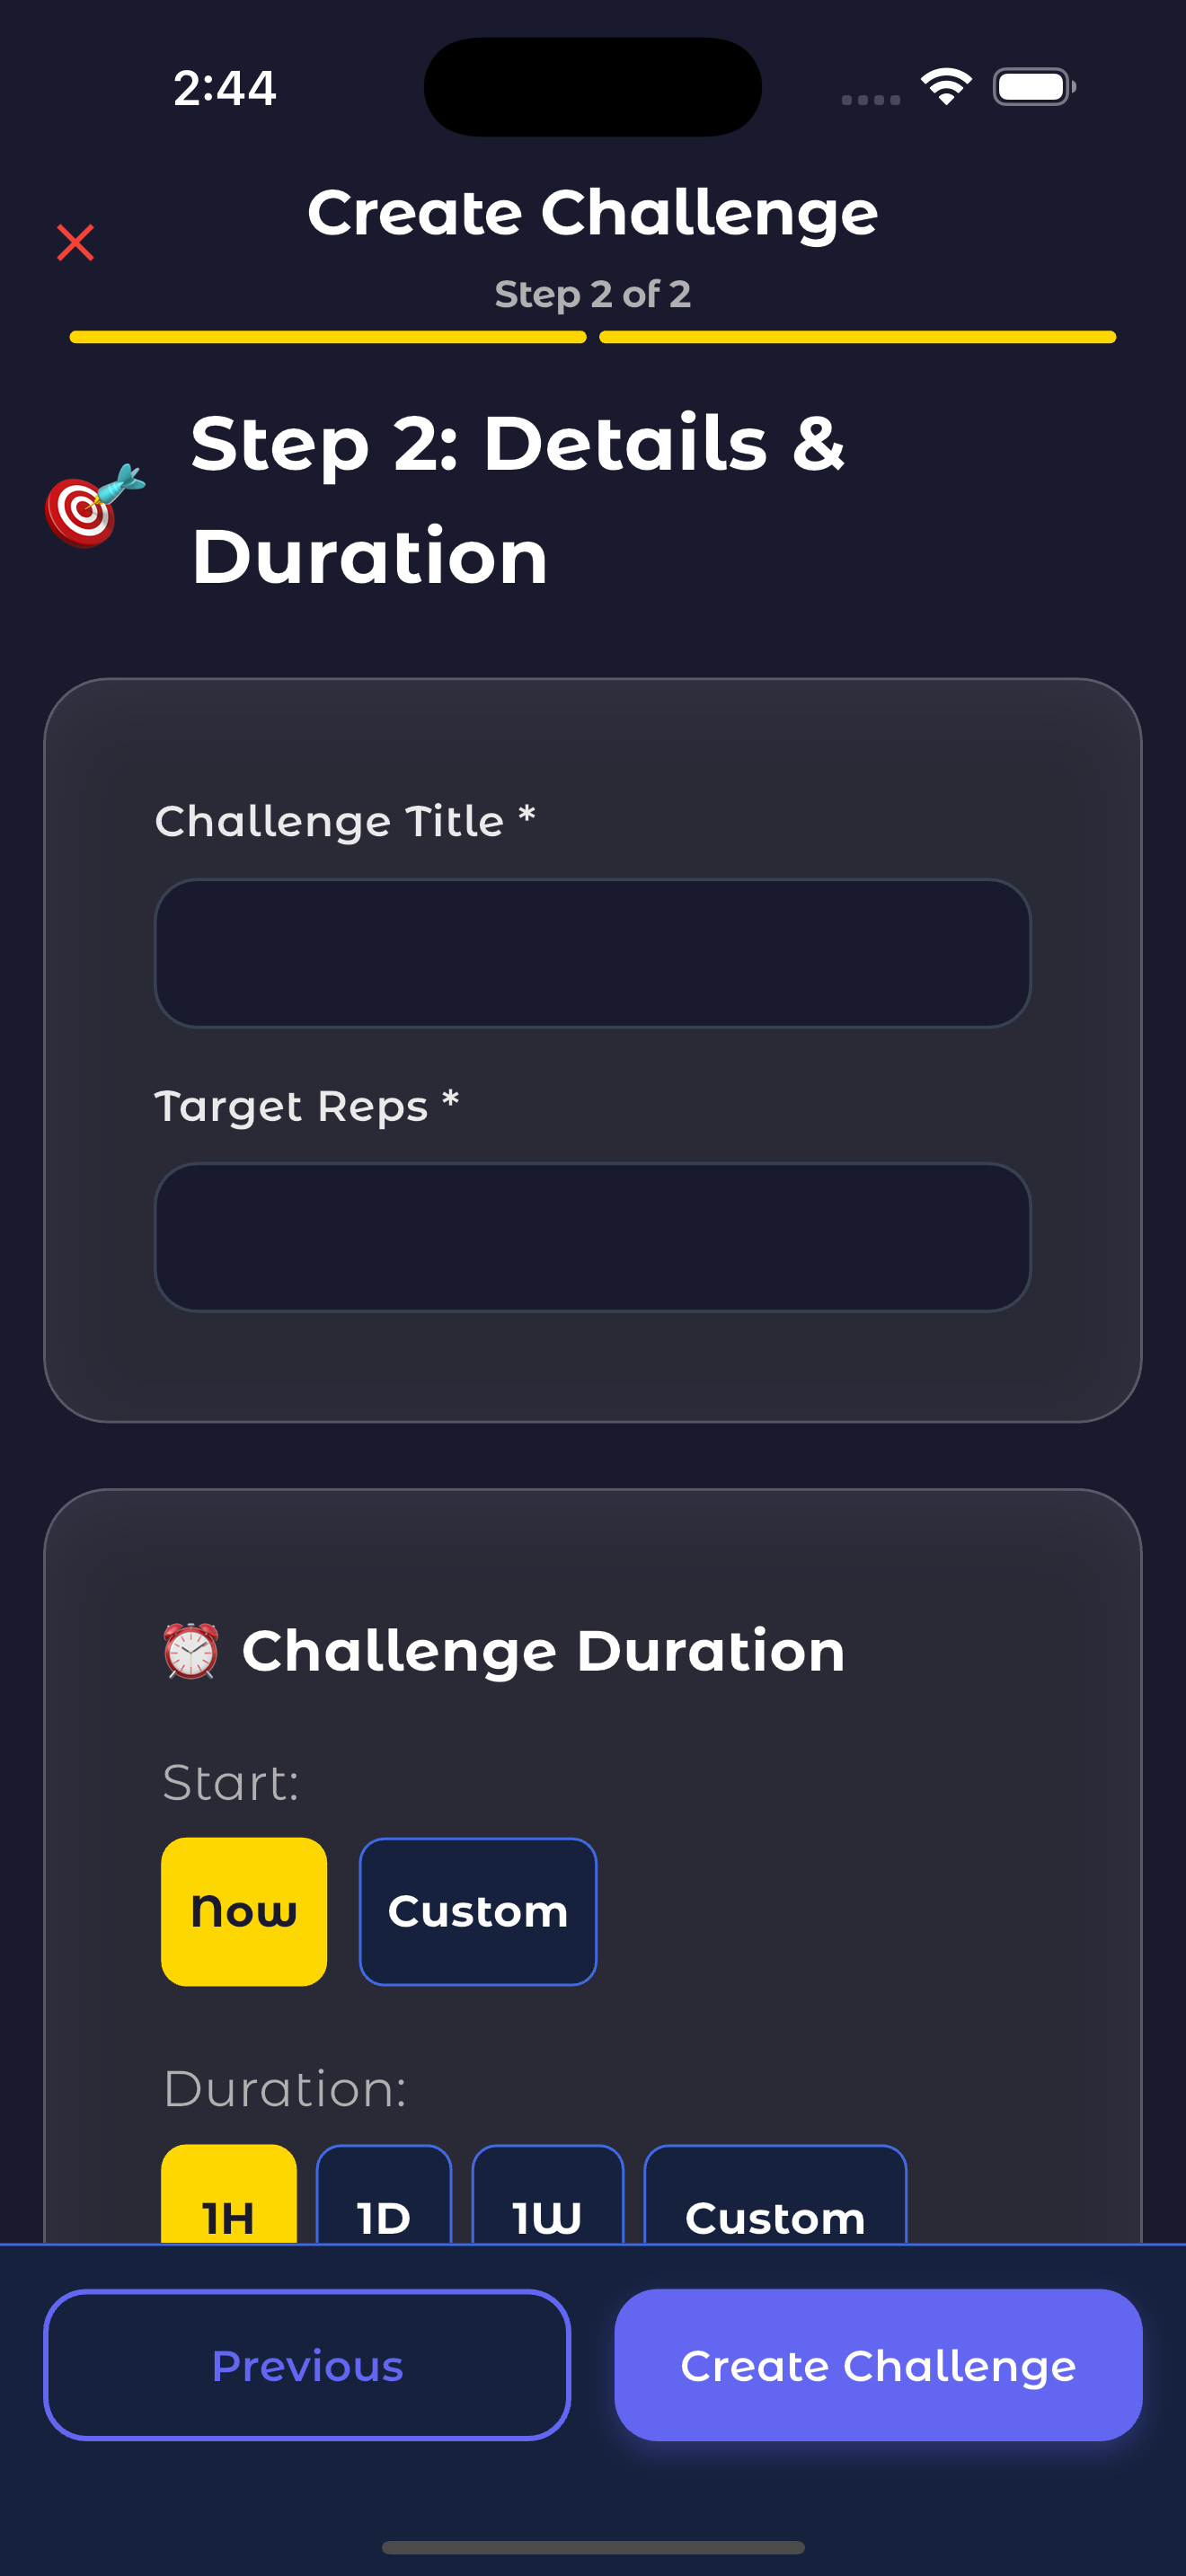 2:44
Create Challenge
Step 2 of 2
Step 2: Details &
Duration
Challenge Title *
Target Reps *
Challenge Duration
Start:
Now Custom
Duration:
1H 1D 1W Custom
Previous Create Challenge